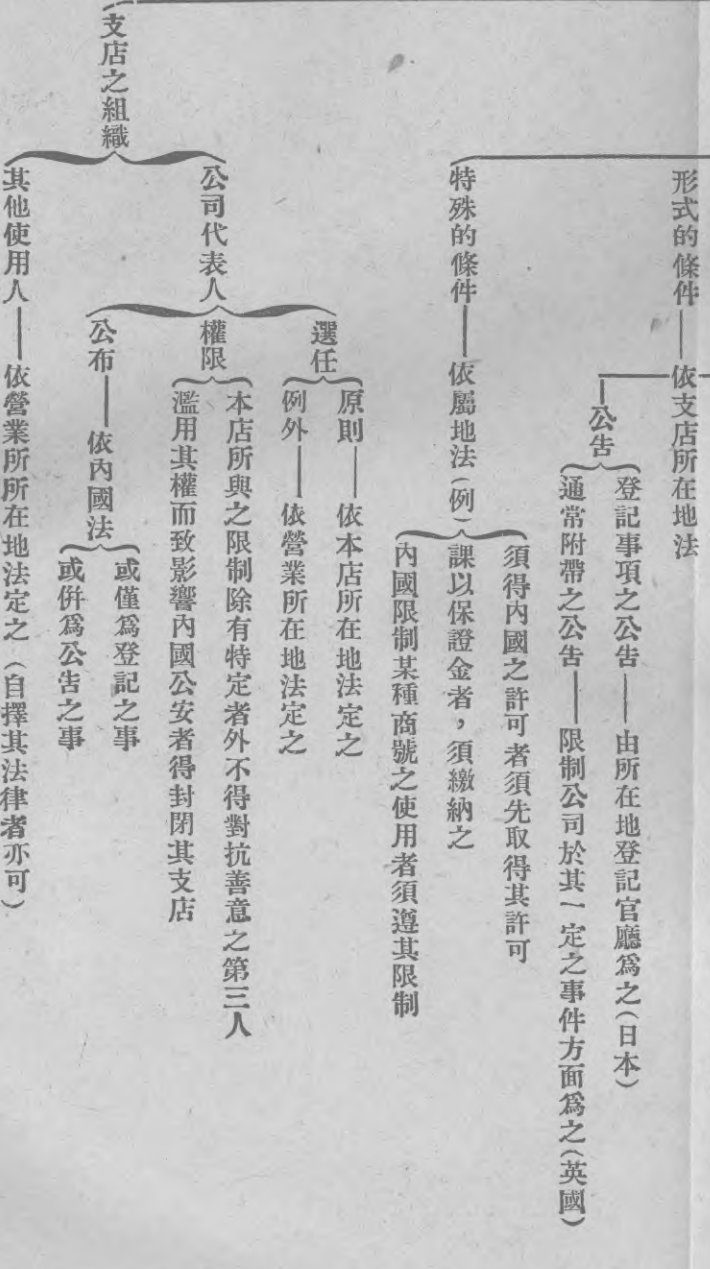 形式的條件——依支店所在地法
公告
登記事項之公告——由所在地登記官廳爲之(日本)
通常附帶之公告——限制公司於其一定之事件方面爲之(英國)
特殊的條件——依屬地法(例)
須得內國之許可者須先取得其許可
課以保證金者，須繳納之
內國限制某種商號之使用者須遵其限制
支店之組織
公司代表人
選任
原則——依本店所在地法定之
例外——依營業所在地法定之
權限
本店所與之限制除有特定者外不得對抗善意之第三人
濫用其權而致影響內國公安者得封閉其支店
公布——依內國法
或僅爲登記之事
或併爲公告之事
其他使用人——依營業所所在地法定之(自擇其法律者亦可)